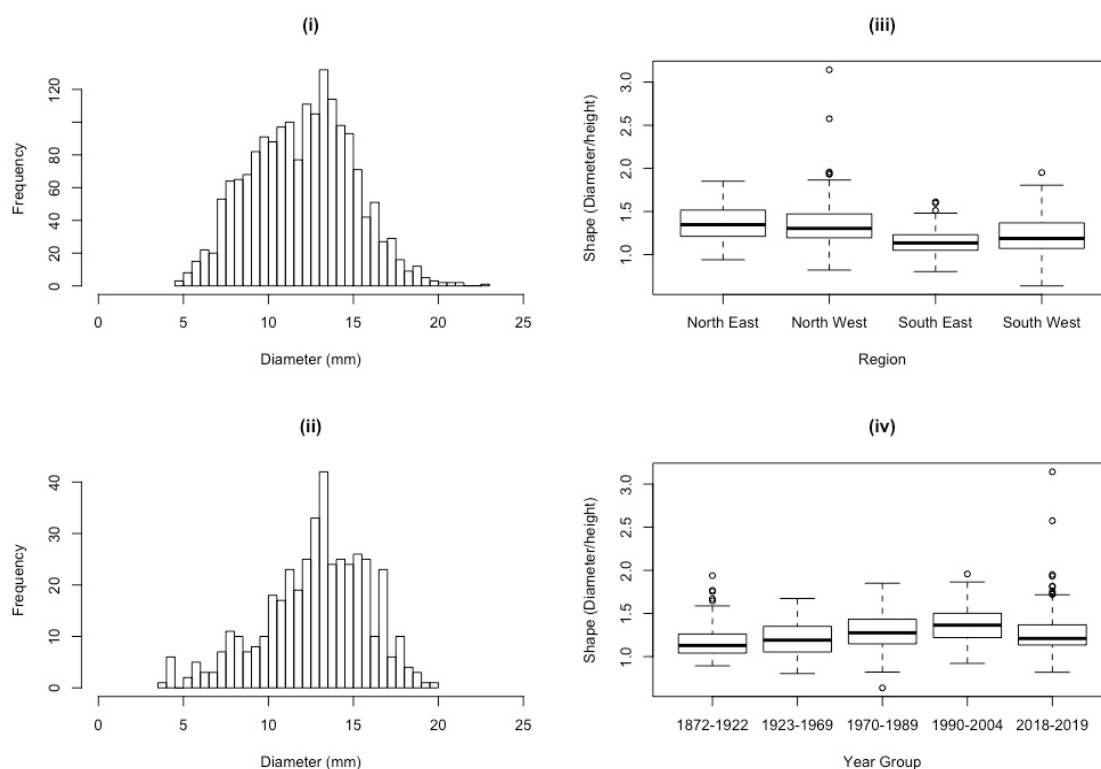 (i)
120
80
60
40
20
0
Frequency
0 5 10 15 20 25
Diameter (mm)
(iii)
3.0
2.5
2.0
1.5
1.0
Shape (Diameter/height)
North East North West South East South West
Region
(ii)
40
30
20
10
0
Frequency
0 5 10 15 20 25
Diameter (mm)
(iv)
3.0
2.5
2.0
1.5
1.0
Shape (Diameter/height)
1872-1922 1923-1969 1970-1989 1990-2004 2018-2019
Year Group